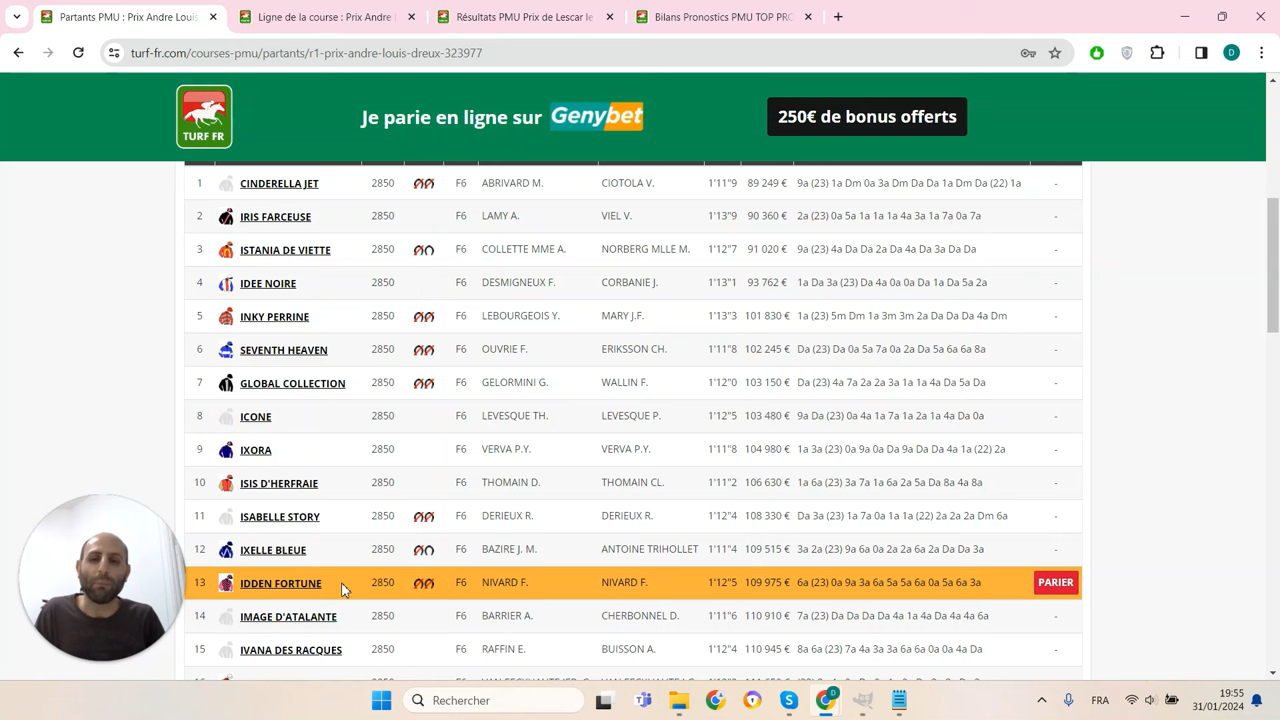 Partants PMU : Prix Andre Louis
Ligne de la course : Prix Andre l
Résultats PMU Prix de Lescar le
Bilans Pronostics PMU TOP PRO
turf-fr.com/courses-pmu/partants/r1-prix-andre-louis-dreux-323977
D
TURF FR
Je parie en ligne sur Genybet
250€ de bonus offerts
1 CINDERELLA JET 2850 F6 ABRIVARD M. CIOTOLA V. 1'11"9 89 249 € 9a (23) 1a Dm 0a 3a Dm Da Da 1a Dm Da (22) 1a -
2 IRIS FARCEUSE 2850 F6 LAMY A. VIEL V. 1'13"9 90 360 € 2a (23) 0a 5a 1a 1a 1a 4a 3a 1a 7a 0a 7a -
3 ISTANIA DE VIETTE 2850 F6 COLLETTE MME A. NORBERG MLLE M. 1'12"7 91 020 € 9a (23) 4a Da Da 2a Da 4a Da 3a Da Da -
4 IDEE NOIRE 2850 F6 DESMIGNEUX F. CORBANIE J. 1'13"1 93 762 € 1a Da 3a (23) Da 4a 0a 0a Da 1a Da 5a 2a -
5 INKY PERRINE 2850 F6 LEBOURGEOIS Y. MARY J.F. 1'13"3 101 830 € 1a (23) 5m Dm 1a 3m 3m 2a Da Da Da 4a Dm -
6 SEVENTH HEAVEN 2850 F6 OUVRIE F. ERIKSSON CH. 1'11"8 102 245 € Da (23) Da 0a 5a 7a 0a 2a Da 5a 6a 6a 8a -
7 GLOBAL COLLECTION 2850 F6 GELORMINI G. WALLIN F. 1'12"0 103 150 € Da (23) 4a 7a 2a 2a 3a 1a 1a 4a Da 5a Da -
8 ICONE 2850 F6 LEVESQUE TH. LEVESQUE P. 1'12"5 103 480 € 9a Da (23) 0a 4a 1a 7a 1a 2a 1a 4a Da 0a -
9 IXORA 2850 F6 VERVA P.Y. VERVA P.Y. 1'11"8 104 980 € 1a 3a (23) 0a 9a 0a Da 9a Da Da 4a 1a (22) 2a -
10 ISIS D'HERFRAIE 2850 F6 THOMAIN D. THOMAIN CL. 1'11"2 106 630 € 1a 6a (23) 3a 7a 1a 6a 2a 5a Da 8a 4a 8a -
11 ISABELLE STORY 2850 F6 DERIEUX R. DERIEUX R. 1'12"4 108 330 € Da 3a (23) 1a 7a 0a 1a 1a (22) 2a 2a 2a Dm 6a -
12 IXELLE BLEUE 2850 F6 BAZIRE J. M. ANTOINE TRIHOLLET 1'11"4 109 515 € 3a 2a (23) 9a 6a 0a 2a 2a Da Da Da 3a -
13 IDDEN FORTUNE 2850 F6 NIVARD F. NIVARD F. 1'12"5 109 975 € 6a (23) 0a 9a 3a 6a 5a 5a 6a 0a 5a 6a 3a PARIER
14 IMAGE D'ATALANTE 2850 F6 BARRIER A. CHERBONNEL D. 1'11"6 110 910 € 7a (23) Da Da Da Da 4a 1a 4a Da 4a 4a 6a -
15 IVANA DES RACQUES 2850 F6 RAFFIN E. BUISSON A. 1'12"4 110 945 € 8a 6a (23) 7a 4a 3a 3a 6a 6a 0a 0a 4a Da -
Rechercher
FRA
19:55
31/01/2024